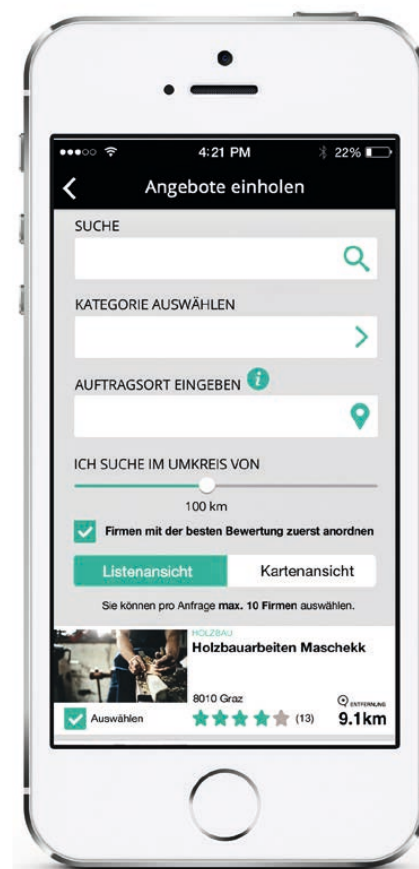 4:21 PM 22%
Angebote einholen
SUCHE
KATEGORIE AUSWÄHLEN
AUFTRAGSORT EINGEBEN i
ICH SUCHE IM UMKREIS VON
100 km
Firmen mit der besten Bewertung zuerst anordnen
Listenansicht Kartenansicht
Sie können pro Anfrage max. 10 Firmen auswählen.
HOLZBAU
Holzbauarbeiten Maschekk
8010 Graz ENTFERNUNG
Auswählen (13) 9.1km